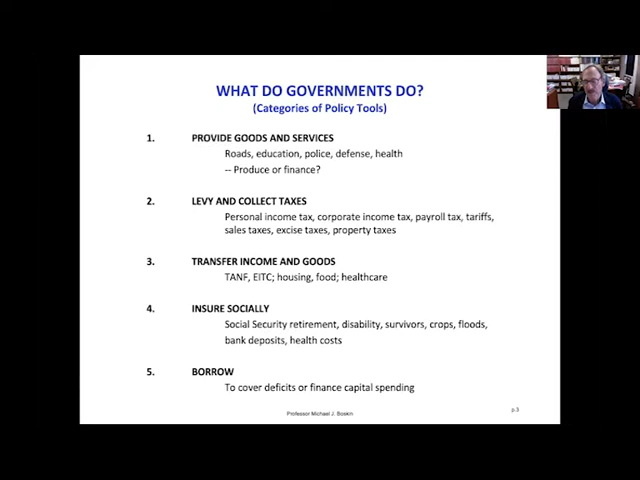 WHAT DO GOVERNMENTS DO?
(Categories of Policy Tools)
1. PROVIDE GOODS AND SERVICES
Roads, education, police, defense, health
-- Produce or finance?
2. LEVY AND COLLECT TAXES
Personal income tax, corporate income tax, payroll tax, tariffs,
sales taxes, excise taxes, property taxes
3. TRANSFER INCOME AND GOODS
TANF, EITC; housing, food; healthcare
4. INSURE SOCIALLY
Social Security retirement, disability, survivors, crops, floods,
bank deposits, health costs
5. BORROW
To cover deficits or finance capital spending
Professor Michael J. Boskin
p.3